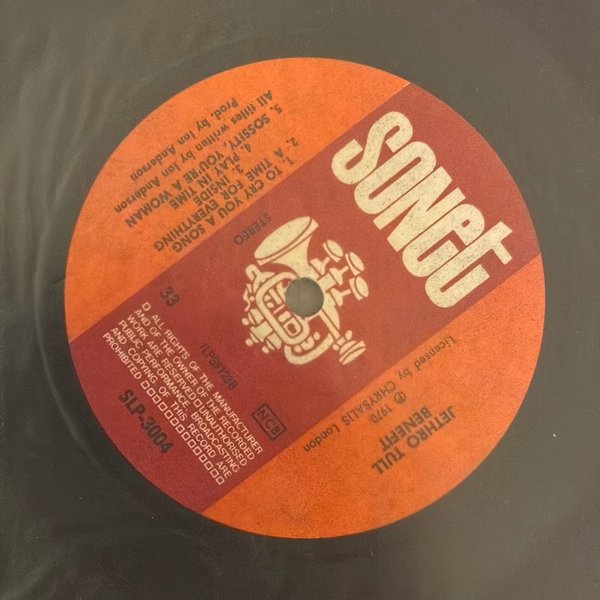 SONet
STEREO
33
ILPS9123B
NCB
SLP-3004
□ ALL RIGHTS OF THE MANUFACTURER
AND OF THE OWNER OF THE RECORDED
WORK ARE RESERVED□UNAUTHORISED
PUBLIC PERFORMANCE BROADCASTING
AND COPYING OF THIS RECORD ARE
PROHIBITED□□□□□□□□□□□□
Licensed by CHRYSALIS London
℗ 1970
JETHRO TULL
BENEFIT
1. TO CRY YOU A SONG
2. A TIME FOR EVERYTHING
3. INSIDE
4. PLAY IN TIME
5. SOSSITY, YOU'RE A WOMAN
All titles written by Ian Anderson
Prod. by Ian Anderson